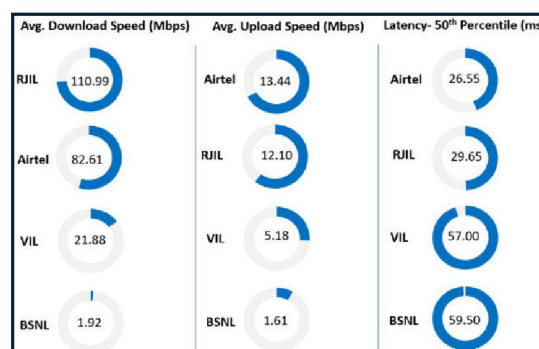 Avg. Download Speed (Mbps)
RJIL
110.99
Airtel
82.61
VIL
21.88
BSNL
1.92
Avg. Upload Speed (Mbps)
Airtel
13.44
RJIL
12.10
VIL
5.18
BSNL
1.61
Latency- 50th Percentile (ms
Airtel
26.55
RJIL
29.65
VIL
57.00
BSNL
59.50